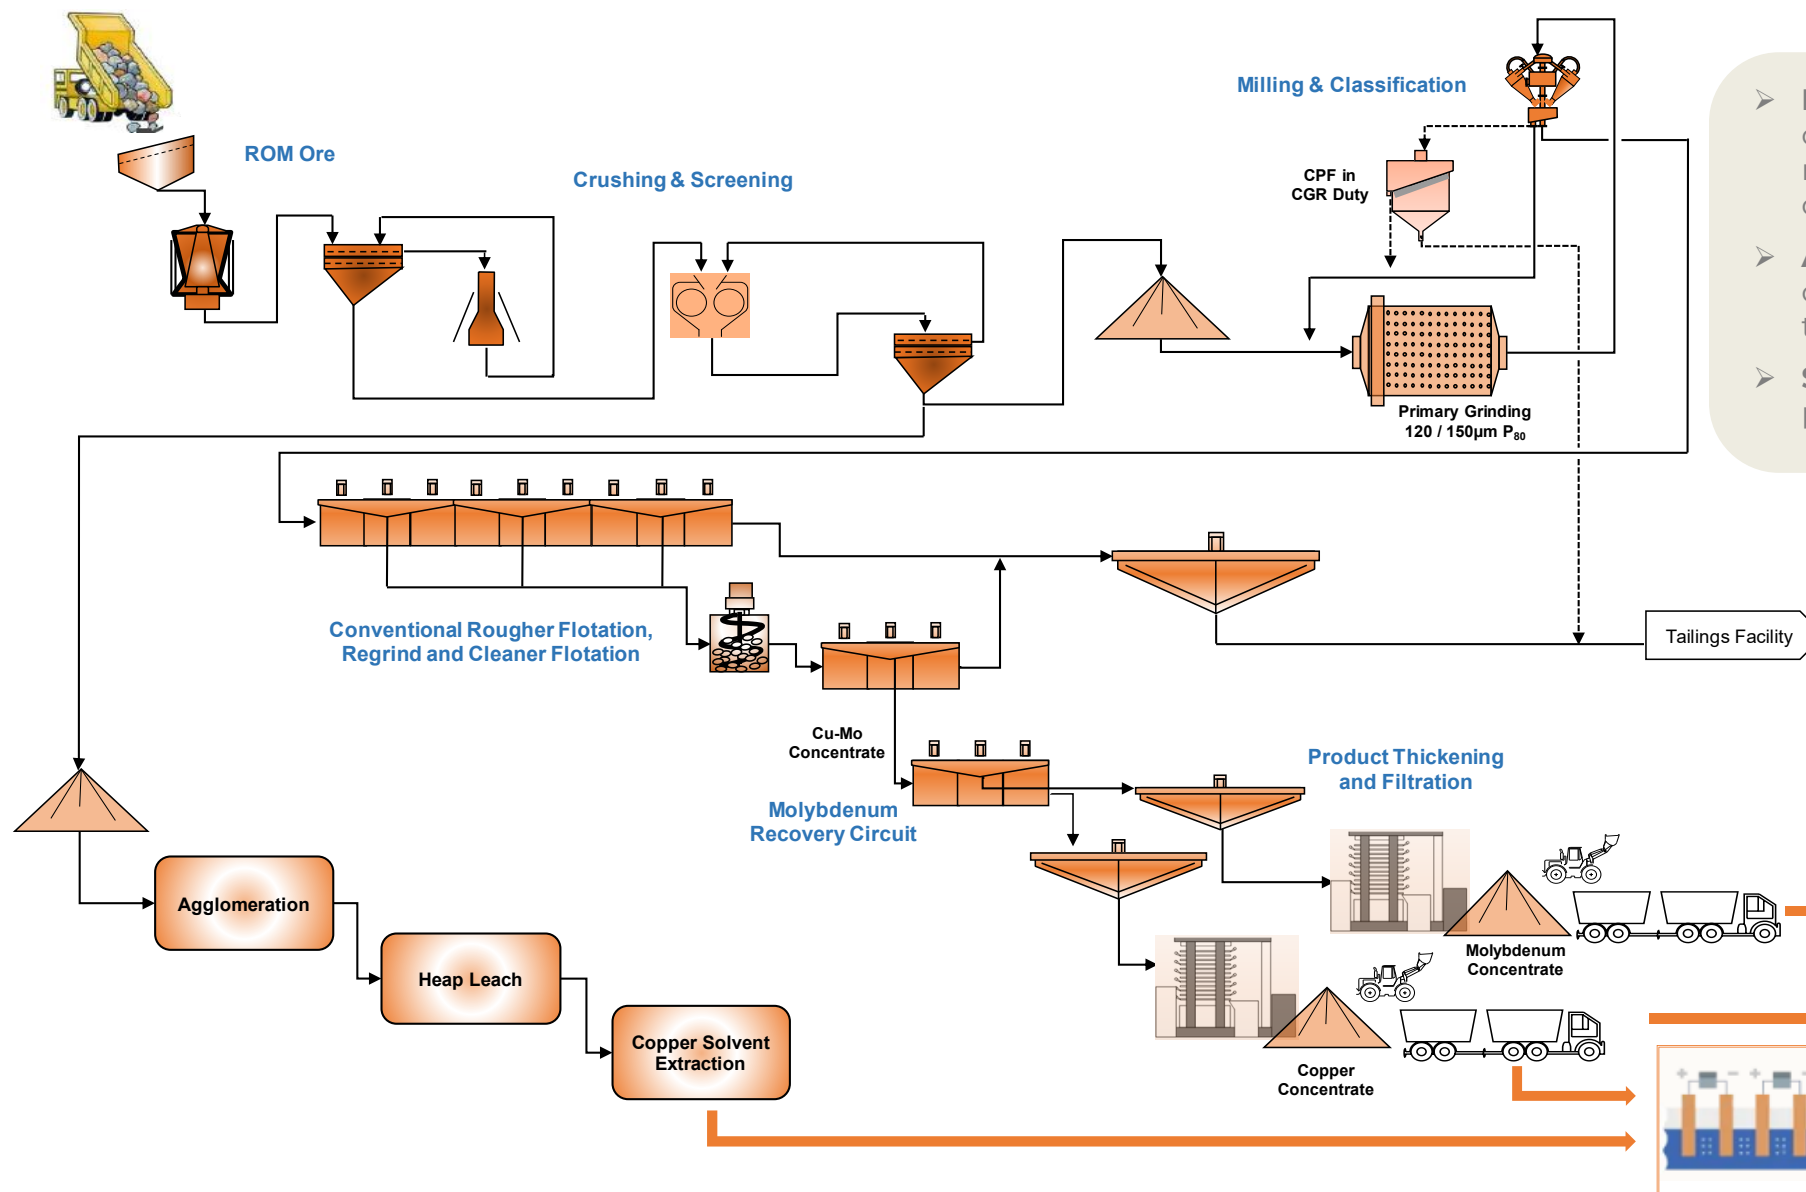 Milling & Classification
ROM Ore
Crushing & Screening
CPF in
CGR Duty
Primary Grinding
120 / 150µm P80
Conventional Rougher Flotation,
Regrind and Cleaner Flotation
Tailings Facility
Cu-Mo
Concentrate
Product Thickening
and Filtration
Molybdenum
Recovery Circuit
Agglomeration
Molybdenum
Concentrate
Heap Leach
Copper Solvent
Extraction
Copper
Concentrate
+ − + −